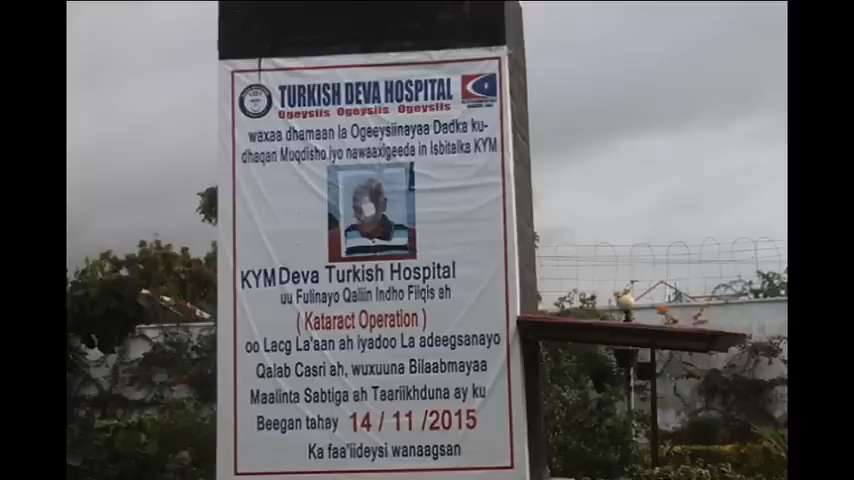 TURKISH DEVA HOSPITAL
Ogeysiis Ogeysiis Ogeysiis
waxaa dhamaan la Ogeeysiinayaa Dadka ku-
dhaqan Muqdisho iyo nawaaxigeeda in Isbitalka KYM
KYM Deva Turkish Hospital
uu Fulinayo Qaliin Indho Fiiqis ah
( Kataract Operation )
oo Lacg La'aan ah iyadoo La adeegsanayo
Qalab Casri ah, wuxuuna Bilaabmayaa
Maalinta Sabtiga ah Taariikhduna ay ku
Beegan tahay 14 / 11 / 2015
Ka faa'iideysi wanaagsan